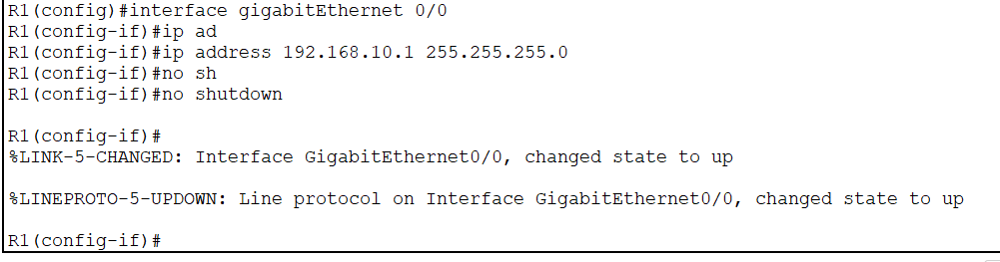 R1(config)#interface gigabitEthernet 0/0
R1(config-if)#ip ad
R1(config-if)#ip address 192.168.10.1 255.255.255.0
R1(config-if)#no sh
R1(config-if)#no shutdown
R1(config-if)#
%LINK-5-CHANGED: Interface GigabitEthernet0/0, changed state to up
%LINEPROTO-5-UPDOWN: Line protocol on Interface GigabitEthernet0/0, changed state to up
R1(config-if)#